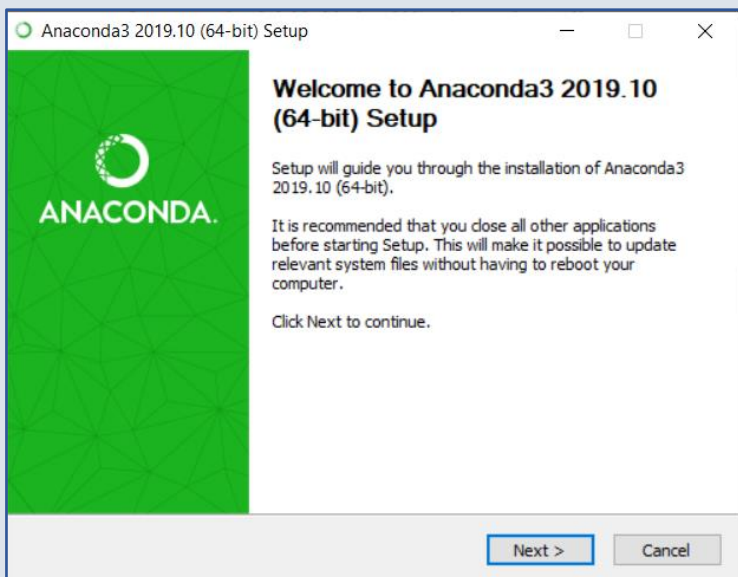 Anaconda3 2019.10 (64-bit) Setup
ANACONDA.
Welcome to Anaconda3 2019.10
(64-bit) Setup
Setup will guide you through the installation of Anaconda3
2019.10 (64-bit).
It is recommended that you close all other applications
before starting Setup. This will make it possible to update
relevant system files without having to reboot your
computer.
Click Next to continue.
Next >
Cancel